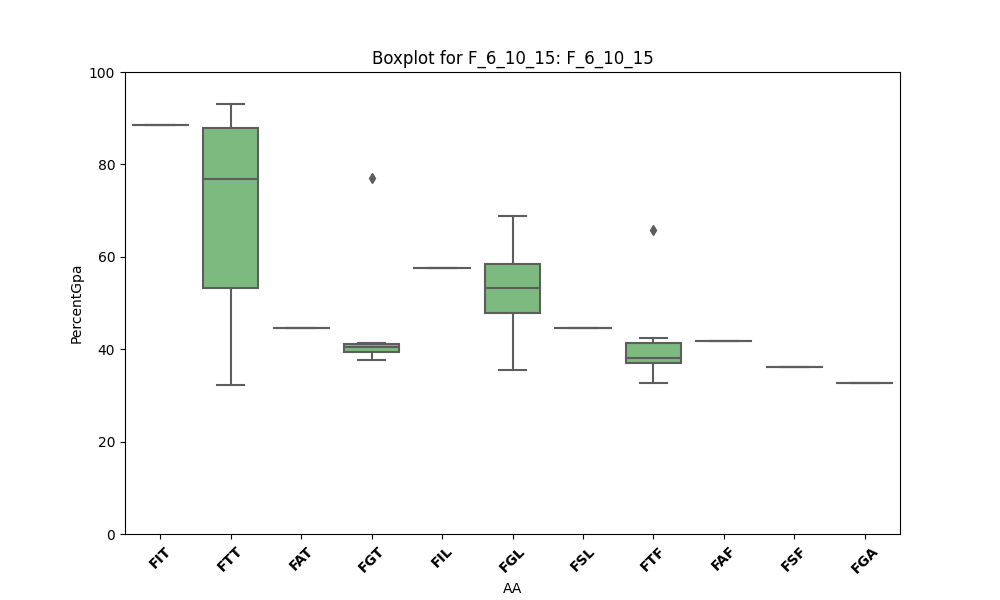 Boxplot for F_6_10_15: F_6_10_15
100
80
60
40
20
0
PercentGpa
FIT FTT FAT FGT FIL FGL FSL FTF FAF FSF FGA
AA